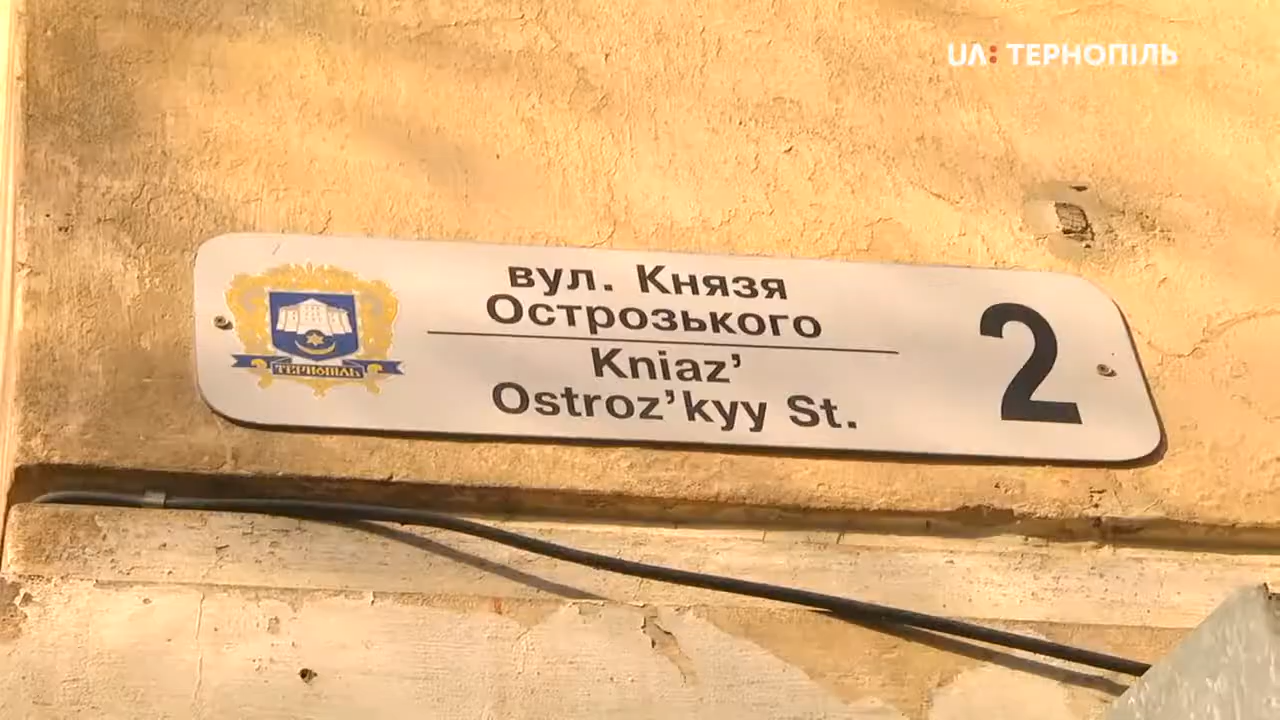 UA: ТЕРНОПІЛЬ
вул. Князя
Острозького
Kniaz’
Ostroz’kyy St.
2
ТЕРНОПІЛЬ